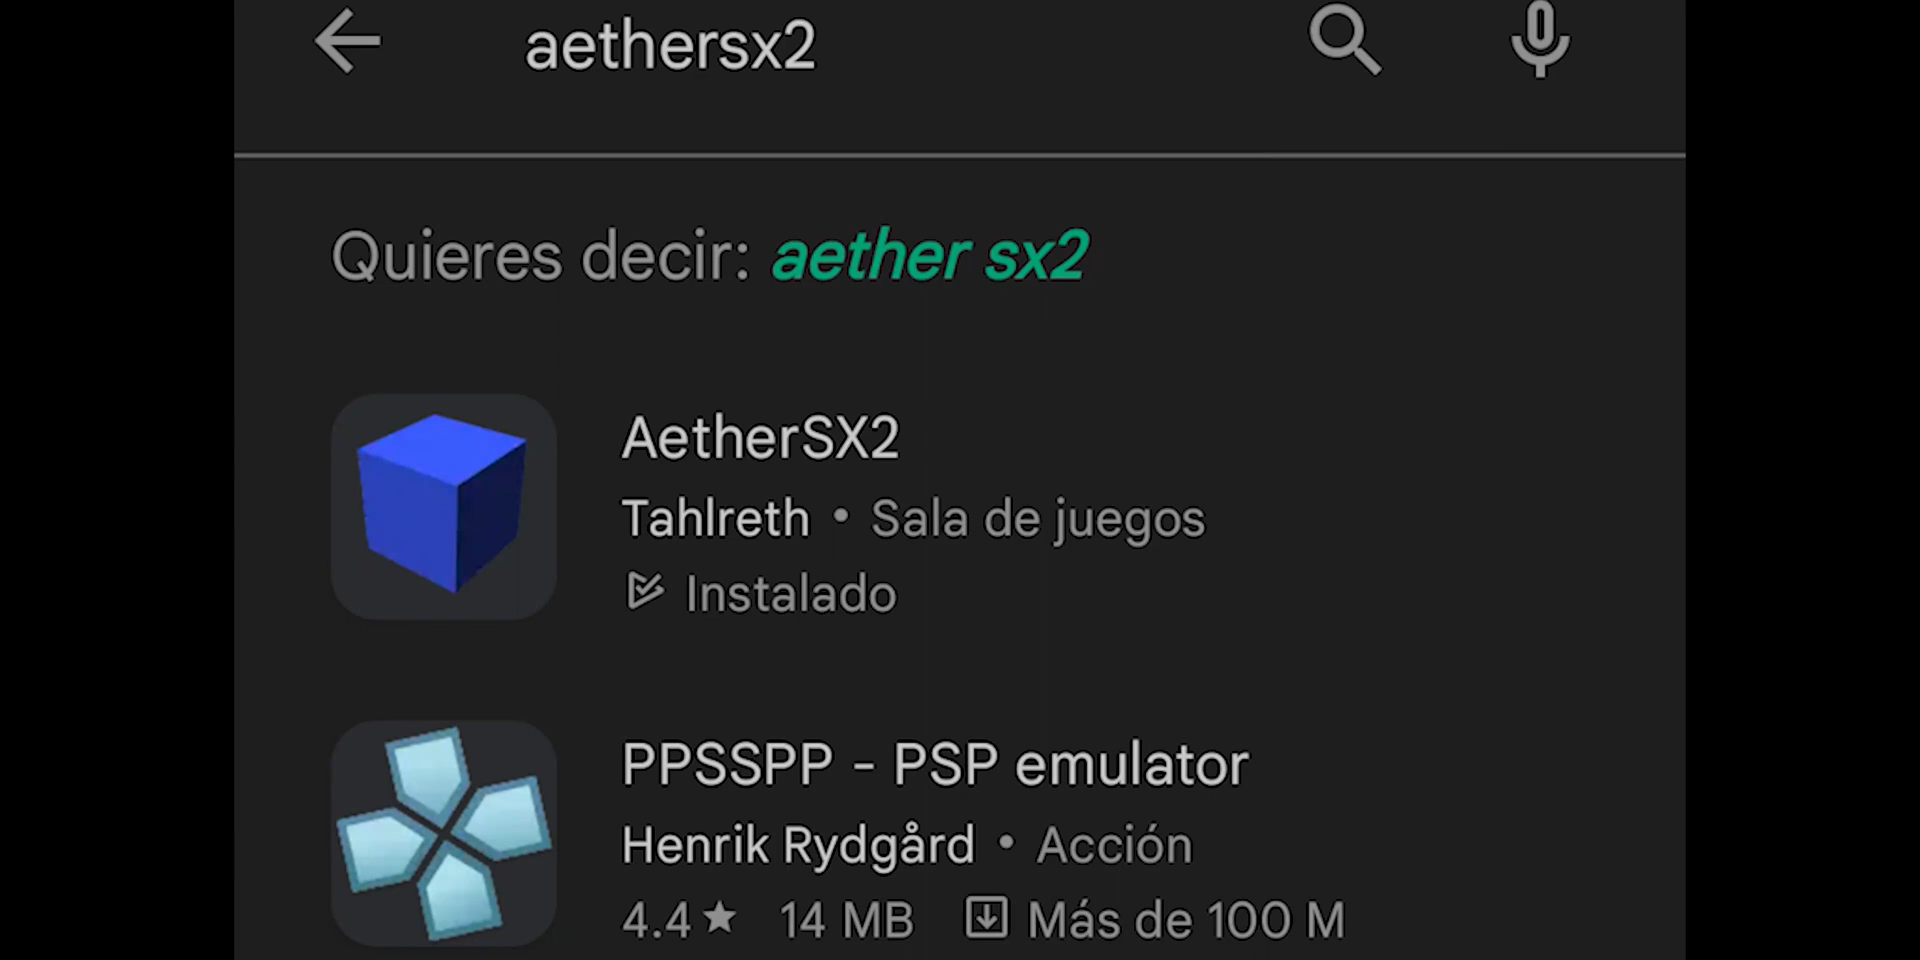 aethersx2
Quieres decir: aether sx2
AetherSX2
Tahlreth • Sala de juegos
Instalado
PPSSPP - PSP emulator
Henrik Rydgård • Acción
4.4★ 14 MB Más de 100 M